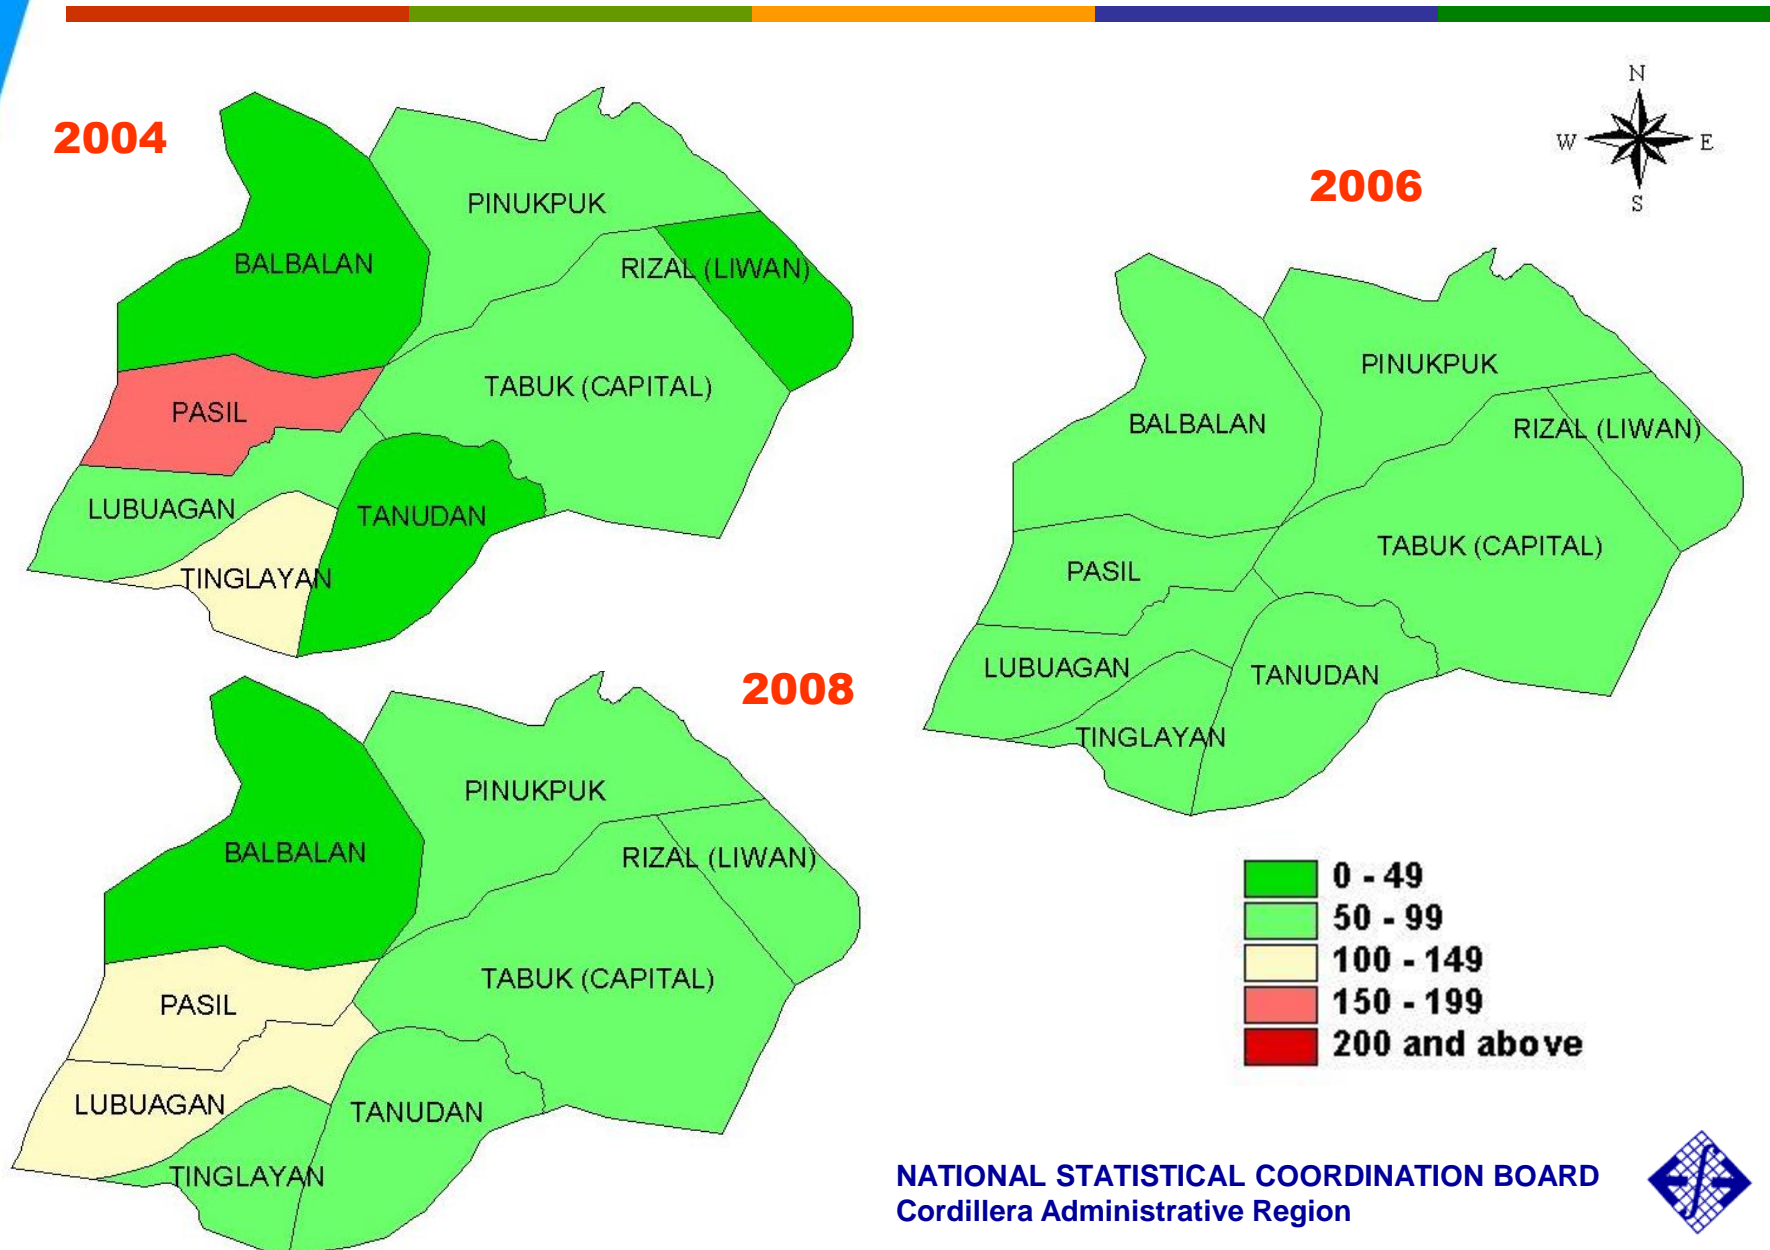 2004
PINUKPUK
BALBALAN
RIZAL (LIWAN)
TABUK (CAPITAL)
PASIL
LUBUAGAN
TANUDAN
TINGLAYAN
N
W
E
S
2006
PINUKPUK
BALBALAN
RIZAL (LIWAN)
TABUK (CAPITAL)
PASIL
LUBUAGAN
TANUDAN
TINGLAYAN
2008
PINUKPUK
BALBALAN
RIZAL (LIWAN)
TABUK (CAPITAL)
PASIL
LUBUAGAN
TANUDAN
TINGLAYAN
0 - 49
50 - 99
100 - 149
150 - 199
200 and above
NATIONAL STATISTICAL COORDINATION BOARD
Cordillera Administrative Region